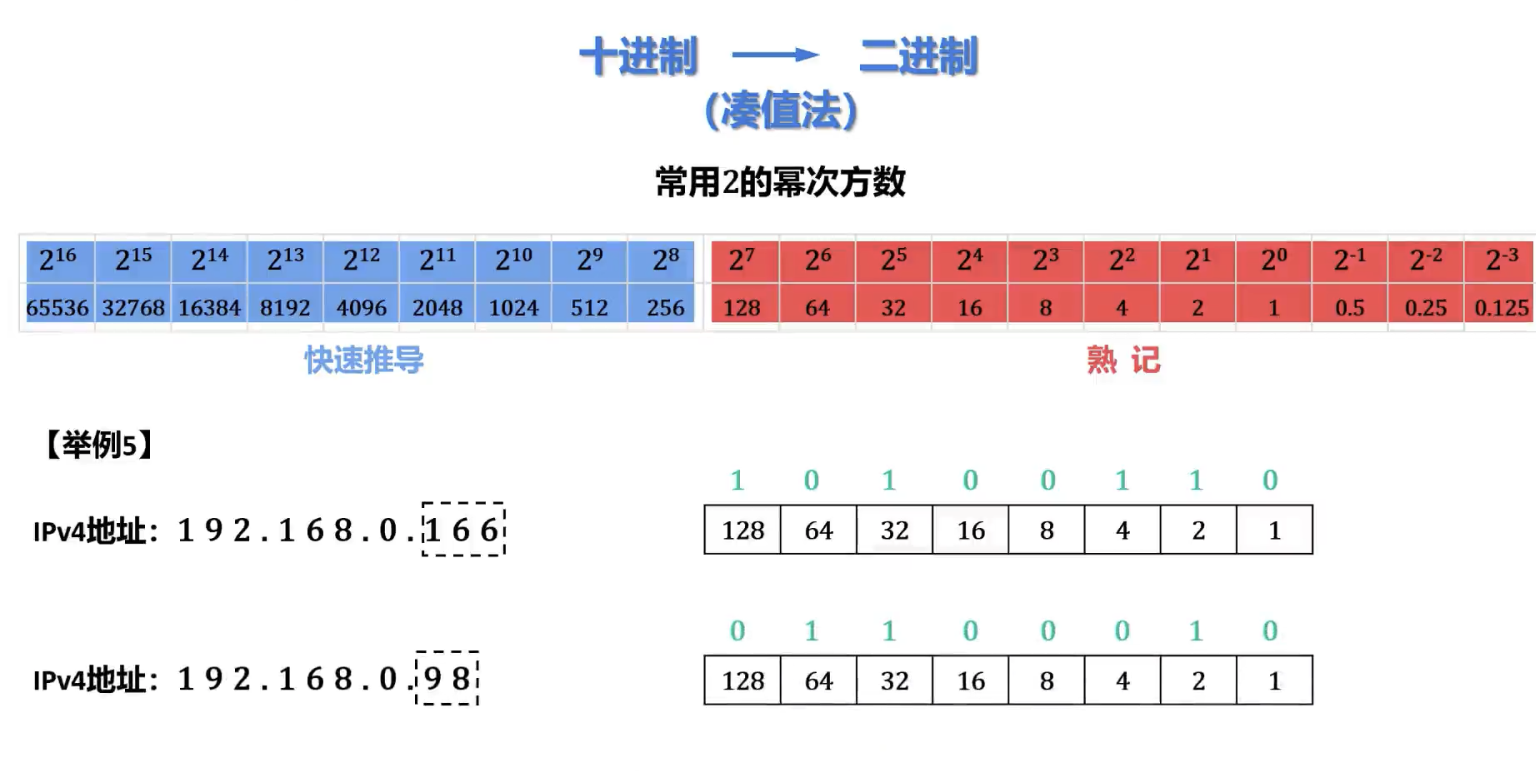 十进制 → 二进制
（凑值法）
常用2的幂次方数
2¹⁶ 2¹⁵ 2¹⁴ 2¹³ 2¹² 2¹¹ 2¹⁰ 2⁹ 2⁸ 2⁷ 2⁶ 2⁵ 2⁴ 2³ 2² 2¹ 2⁰ 2⁻¹ 2⁻² 2⁻³
65536 32768 16384 8192 4096 2048 1024 512 256 128 64 32 16 8 4 2 1 0.5 0.25 0.125
快速推导 熟 记
【举例5】
1 0 1 0 0 1 1 0
IPv4地址：192.168.0.166 128 64 32 16 8 4 2 1
0 1 1 0 0 0 1 0
IPv4地址：192.168.0.98 128 64 32 16 8 4 2 1